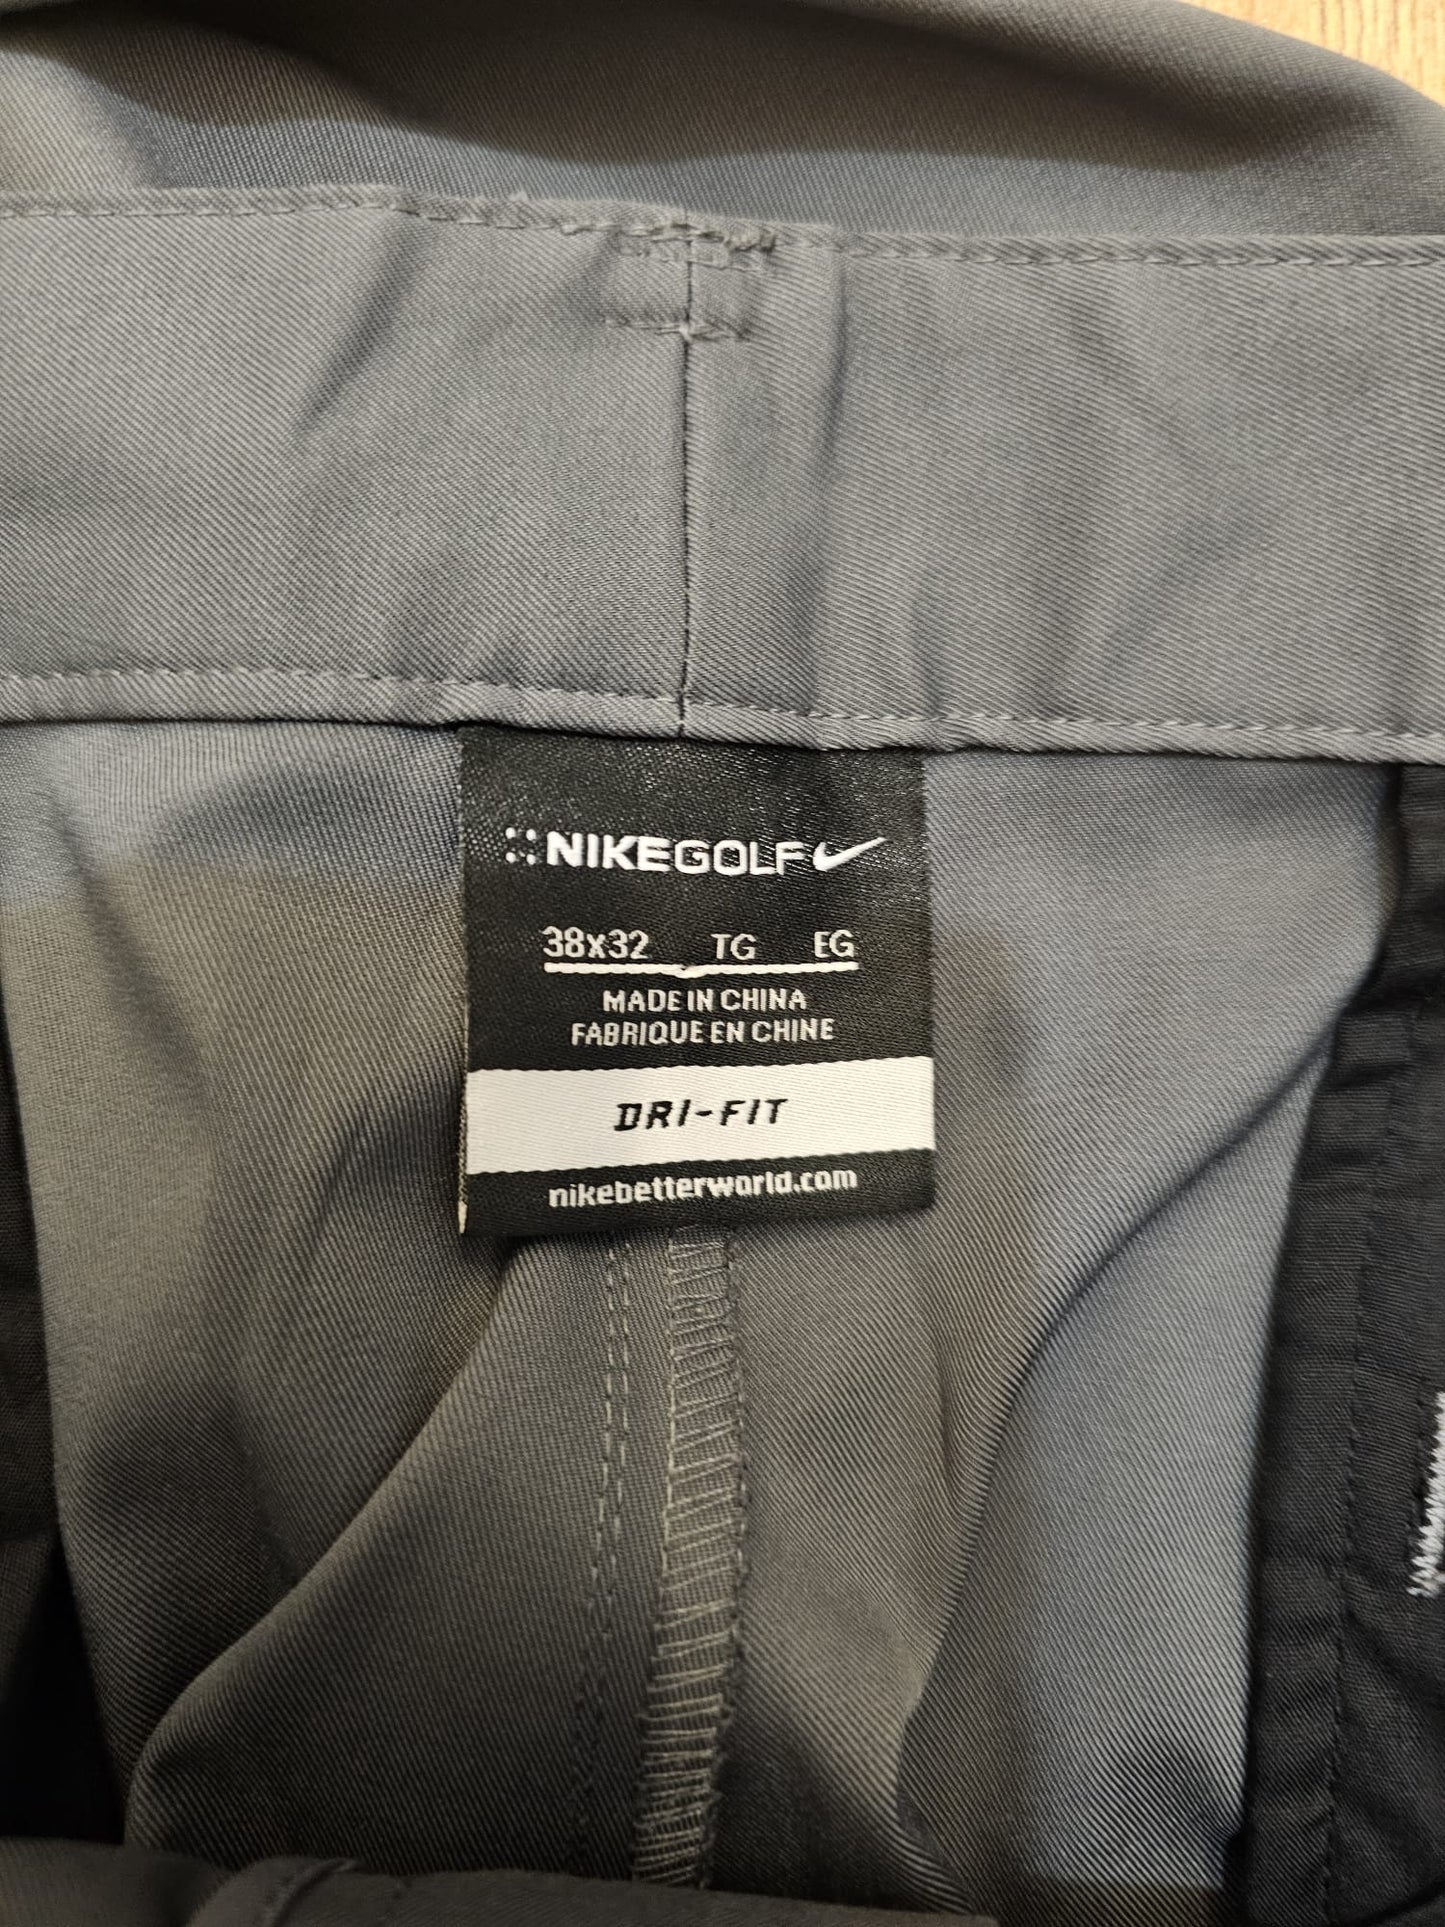 NIKEGOLF
38x32 TG EG
MADE IN CHINA
FABRIQUE EN CHINE
DRI-FIT
nikebetterworld.com